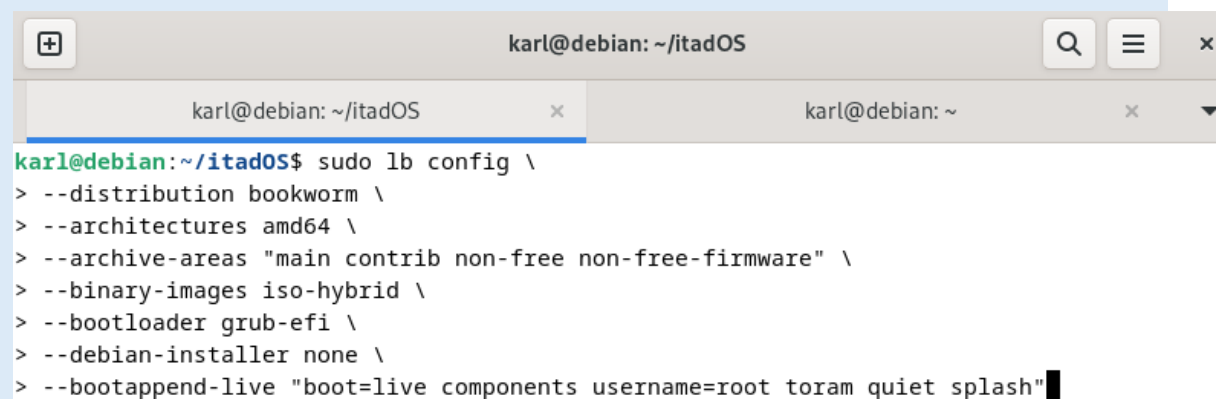 karl@debian: ~/itadOS
karl@debian: ~/itadOS
karl@debian: ~
karl@debian:~/itadOS$ sudo lb config \
> --distribution bookworm \
> --architectures amd64 \
> --archive-areas "main contrib non-free non-free-firmware" \
> --binary-images iso-hybrid \
> --bootloader grub-efi \
> --debian-installer none \
> --bootappend-live "boot=live components username=root toram quiet splash"